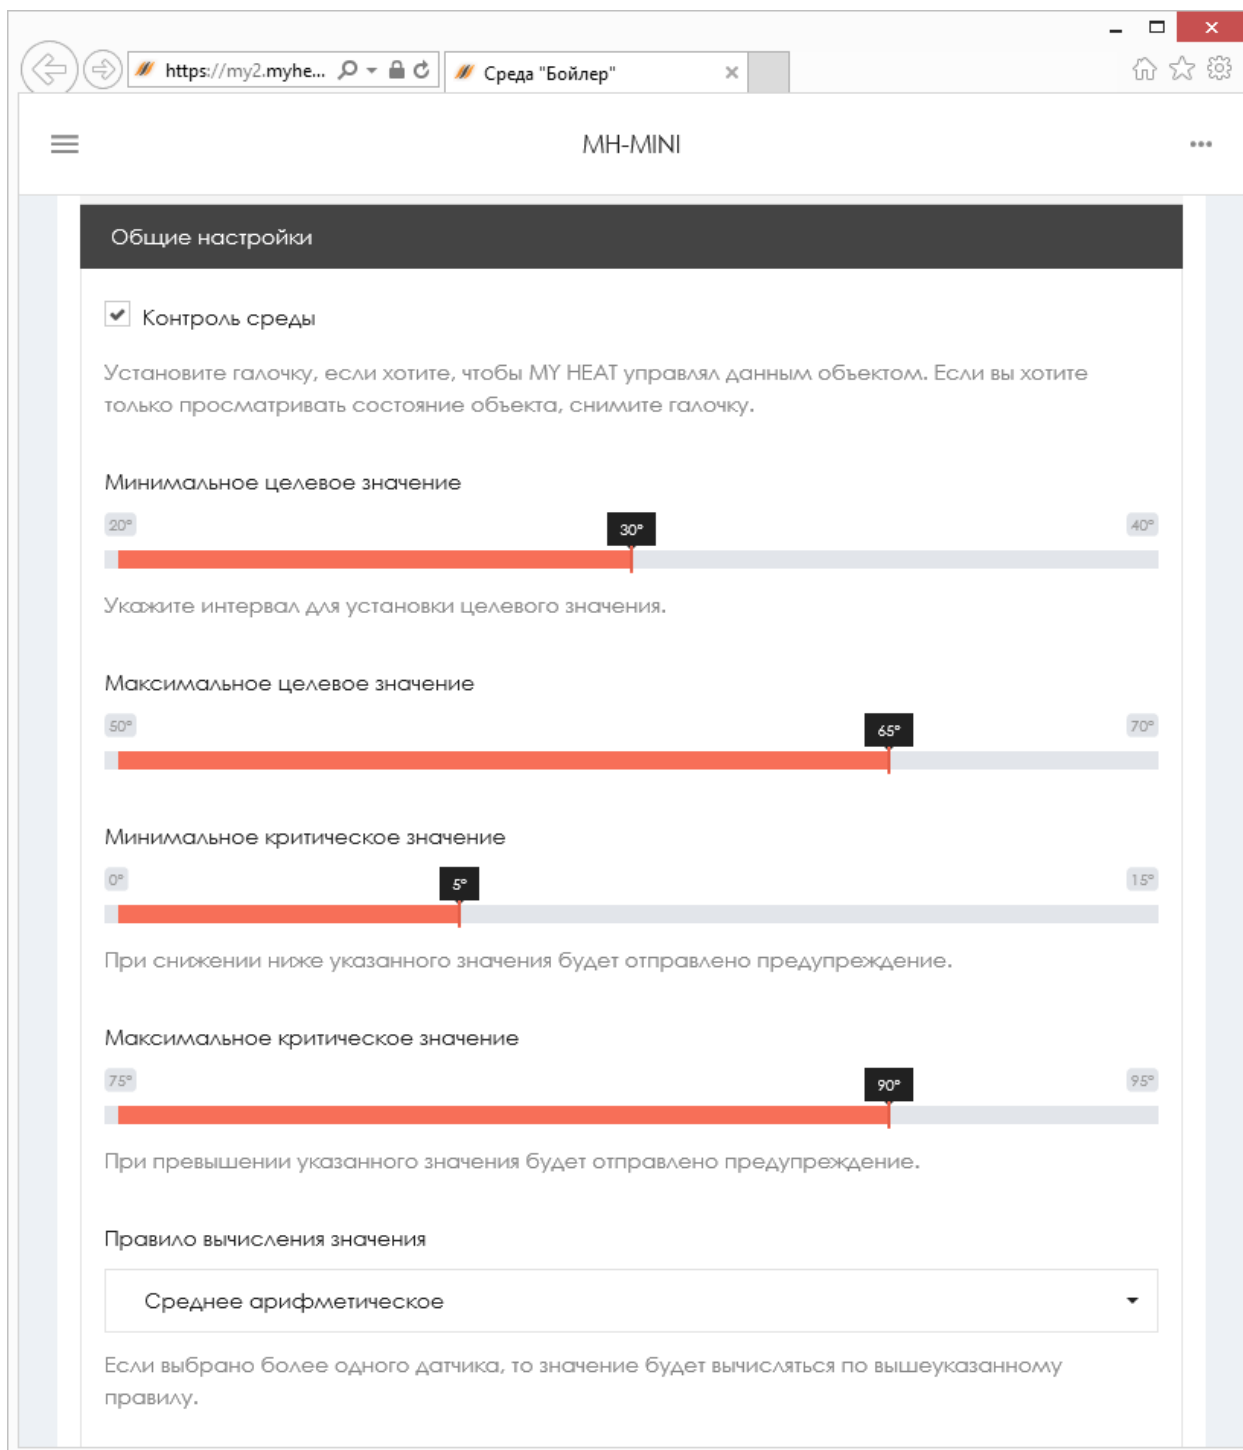 https://my2.myhe...
Среда "Бойлер"
MH-MINI
Общие настройки
Контроль среды
Установите галочку, если хотите, чтобы MY HEAT управлял данным объектом. Если вы хотите
только просматривать состояние объекта, снимите галочку.
Минимальное целевое значение
20° 30° 40°
Укажите интервал для установки целевого значения.
Максимальное целевое значение
50° 65° 70°
Минимальное критическое значение
0° 5° 15°
При снижении ниже указанного значения будет отправлено предупреждение.
Максимальное критическое значение
75° 90° 95°
При превышении указанного значения будет отправлено предупреждение.
Правило вычисления значения
Среднее арифметическое
Если выбрано более одного датчика, то значение будет вычисляться по вышеуказанному
правилу.